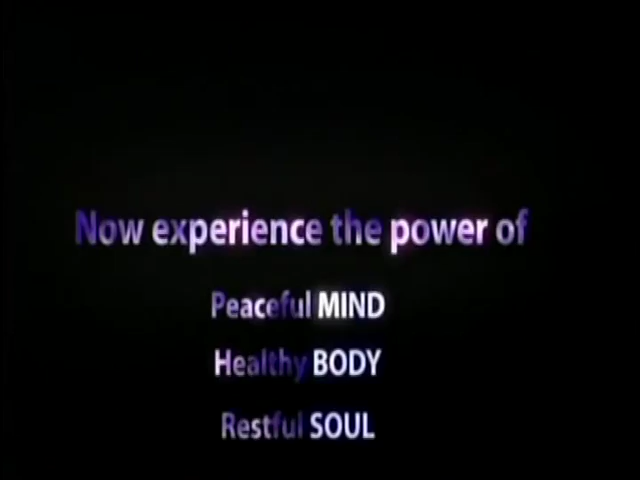 Now experience the power of
Peaceful MIND
Healthy BODY
Restful SOUL